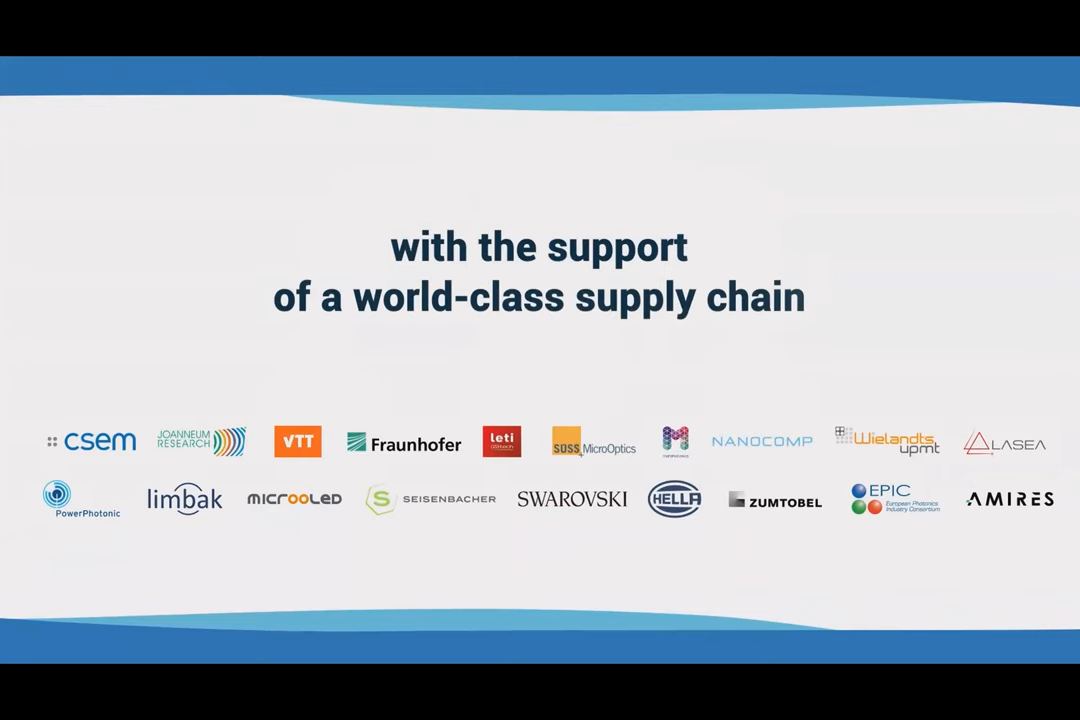 with the support
of a world-class supply chain
csem
JOANNEUM
RESEARCH
VTT
Fraunhofer
leti
SUSS MicroOptics
NANOCOMP
Wielandts
upmt
LASEA
PowerPhotonic
limbak
MICROOLED
S SEISENBACHER
SWAROVSKI
HELLA
ZUMTOBEL
EPIC
European Photonics
Industry Consortium
AMIRES